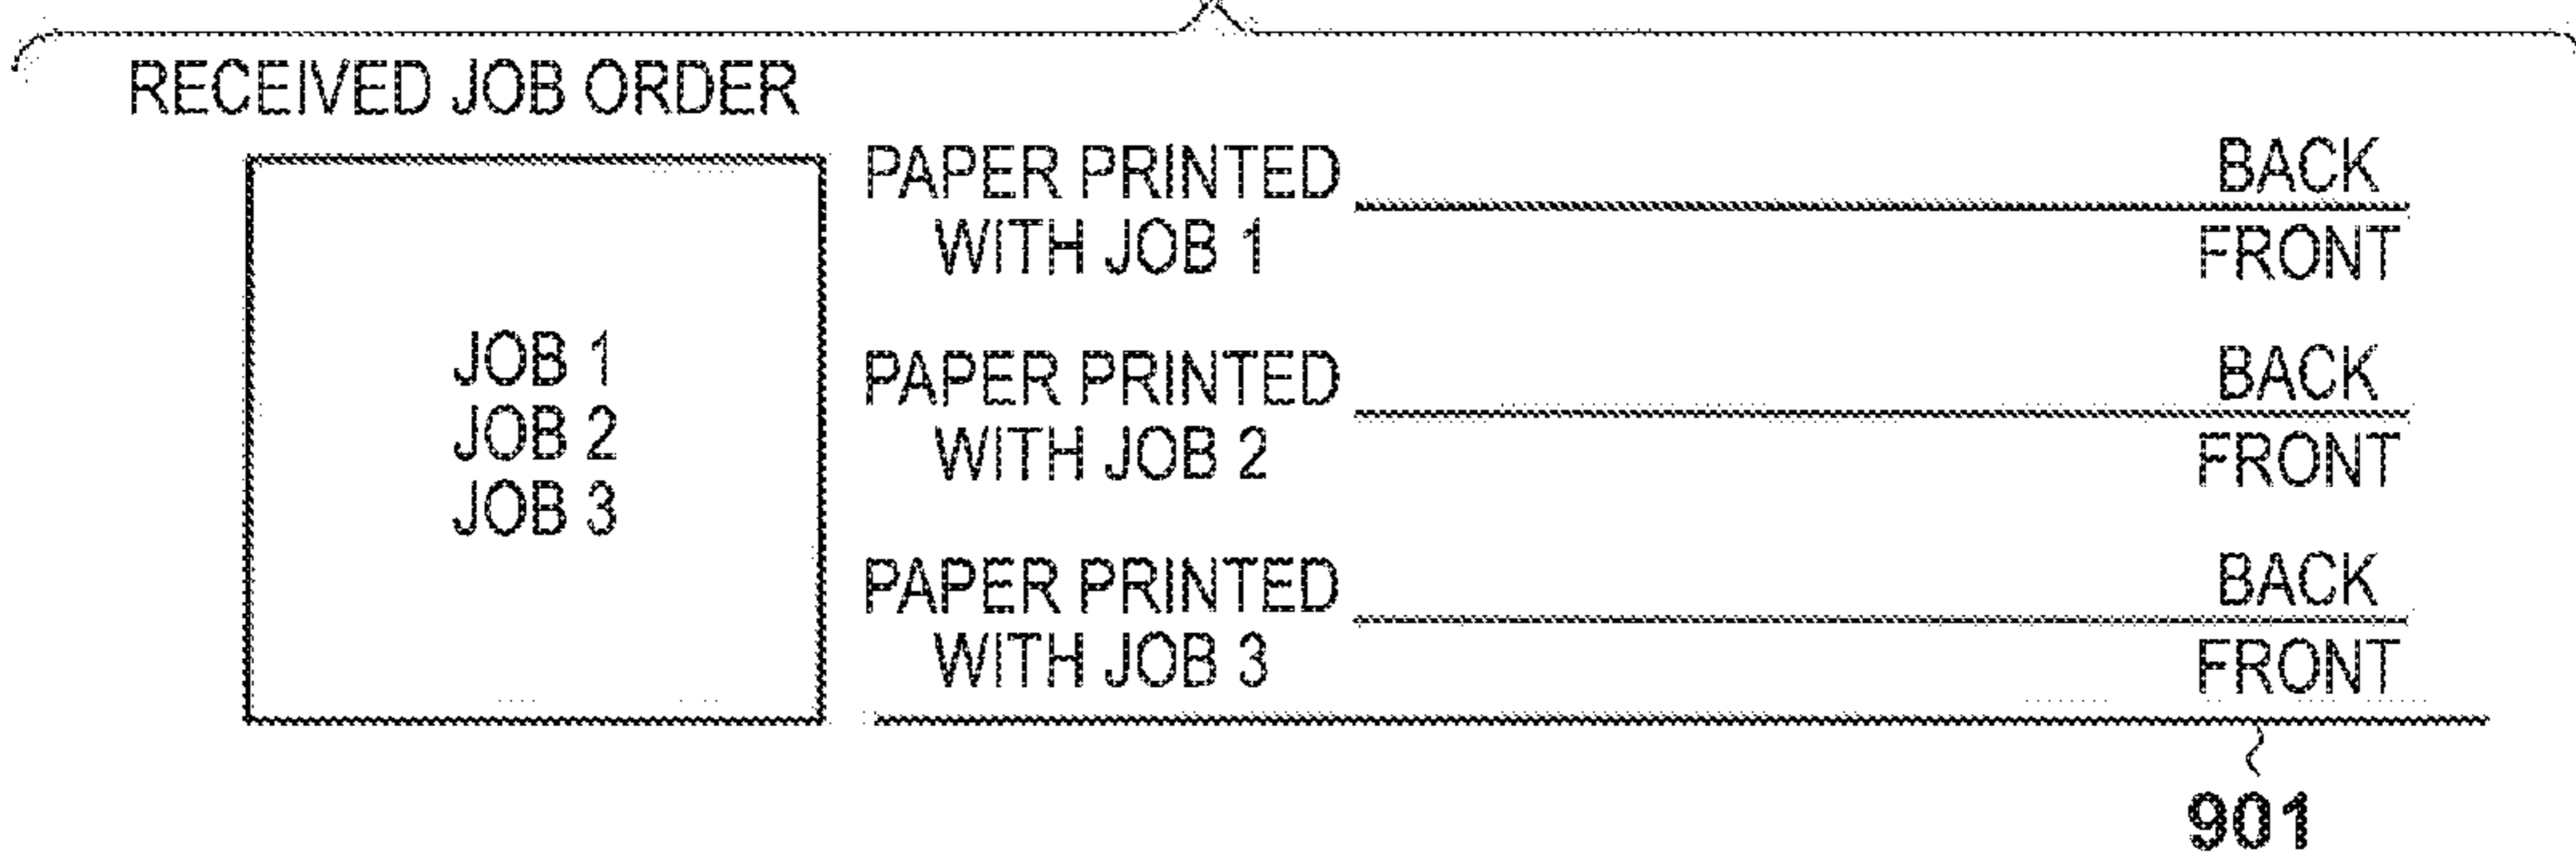 RECEIVED JOB ORDER
JOB 1
JOB 2
JOB 3
PAPER PRINTED
WITH JOB 1
BACK
FRONT
PAPER PRINTED
WITH JOB 2
BACK
FRONT
PAPER PRINTED
WITH JOB 3
BACK
FRONT
901